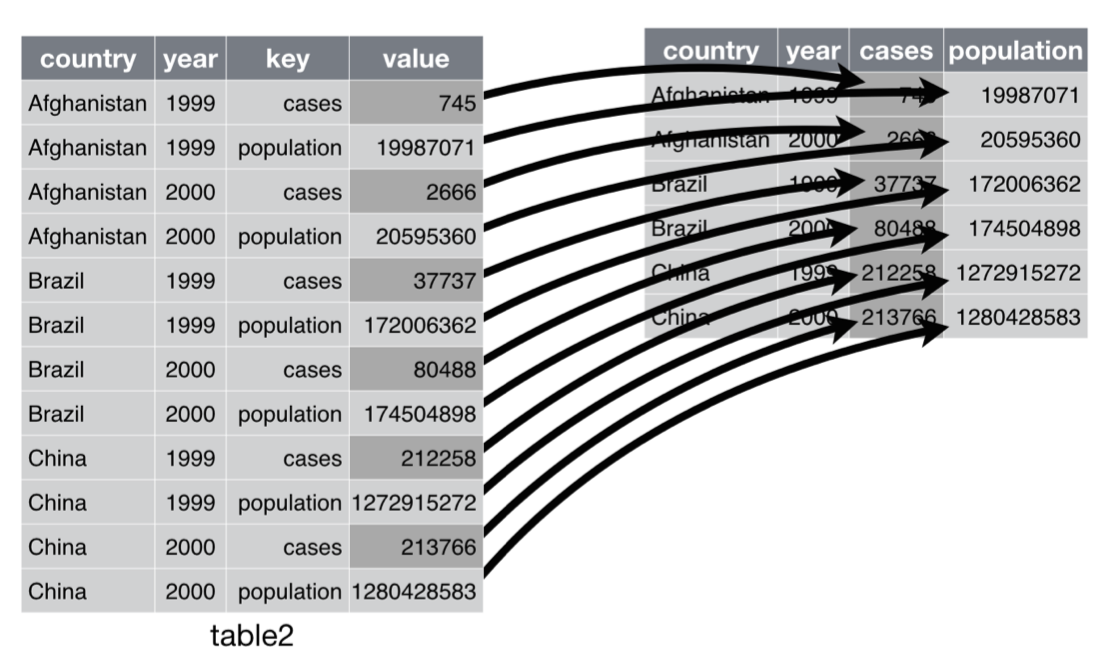 country year key value
Afghanistan 1999 cases 745
Afghanistan 1999 population 19987071
Afghanistan 2000 cases 2666
Afghanistan 2000 population 20595360
Brazil 1999 cases 37737
Brazil 1999 population 172006362
Brazil 2000 cases 80488
Brazil 2000 population 174504898
China 1999 cases 212258
China 1999 population 1272915272
China 2000 cases 213766
China 2000 population 1280428583
table2
country year cases population
Afghanistan 1999 745 19987071
Afghanistan 2000 2666 20595360
Brazil 1999 37737 172006362
Brazil 2000 80488 174504898
China 1999 212258 1272915272
China 2000 213766 1280428583